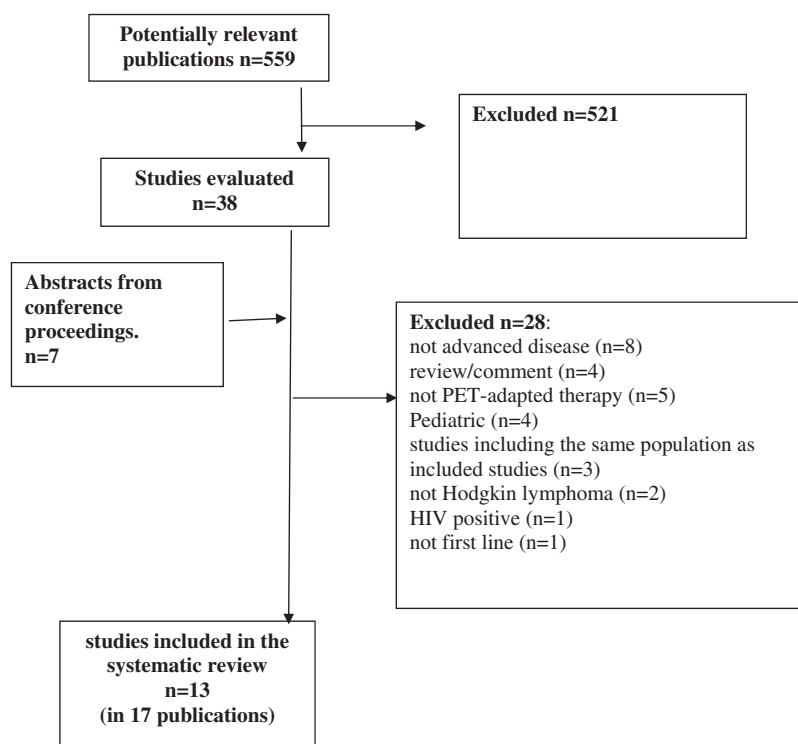 Potentially relevant
publications n=559
Excluded n=521
Studies evaluated
n=38
Abstracts from
conference
proceedings.
n=7
Excluded n=28:
not advanced disease (n=8)
review/comment (n=4)
not PET-adapted therapy (n=5)
Pediatric (n=4)
studies including the same population as
included studies (n=3)
not Hodgkin lymphoma (n=2)
HIV positive (n=1)
not first line (n=1)
studies included in the
systematic review
n=13
(in 17 publications)